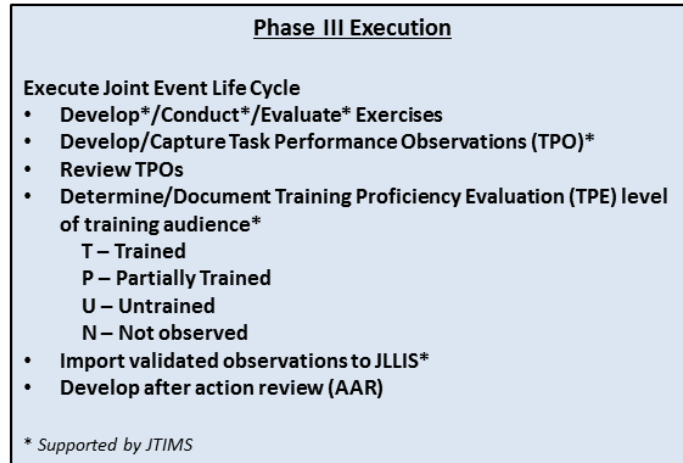 Phase III Execution
Execute Joint Event Life Cycle
• Develop*/Conduct*/Evaluate* Exercises
• Develop/Capture Task Performance Observations (TPO)*
• Review TPOs
• Determine/Document Training Proficiency Evaluation (TPE) level
of training audience*
T – Trained
P – Partially Trained
U – Untrained
N – Not observed
• Import validated observations to JLLIS*
• Develop after action review (AAR)
* Supported by JTIMS